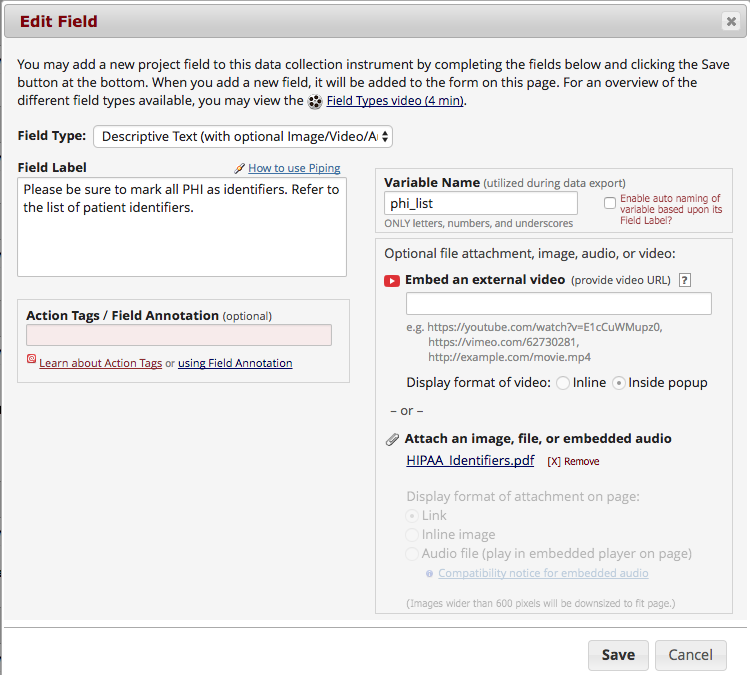 Edit Field
You may add a new project field to this data collection instrument by completing the fields below and clicking the Save
button at the bottom. When you add a new field, it will be added to the form on this page. For an overview of the
different field types available, you may view the Field Types video (4 min).
Field Type: Descriptive Text (with optional Image/Video/A
Field Label
How to use Piping
Please be sure to mark all PHI as identifiers. Refer to
the list of patient identifiers.
Action Tags / Field Annotation (optional)
Learn about Action Tags or using Field Annotation
Variable Name (utilized during data export)
phi_list
ONLY letters, numbers, and underscores
Enable auto naming of
variable based upon its
Field Label?
Optional file attachment, image, audio, or video:
Embed an external video (provide video URL) ?
e.g. https://youtube.com/watch?v=E1cCuWMupz0,
https://vimeo.com/62730281,
http://example.com/movie.mp4
Display format of video: Inline Inside popup
– or –
Attach an image, file, or embedded audio
HIPAA_Identifiers.pdf [X] Remove
Display format of attachment on page:
Link
Inline image
Audio file (play in embedded player on page)
Compatibility notice for embedded audio
(Images wider than 600 pixels will be downsized to fit page.)
Save
Cancel